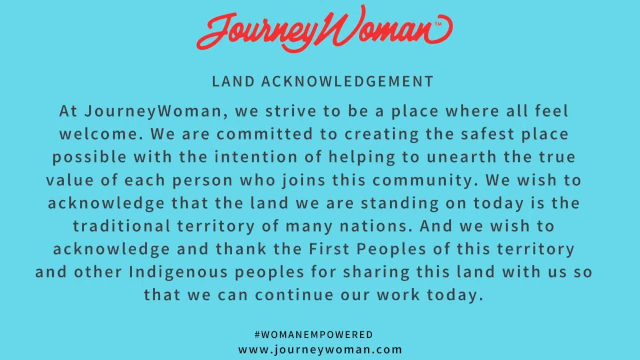 JourneyWoman™
LAND ACKNOWLEDGEMENT
At JourneyWoman, we strive to be a place where all feel
welcome. We are committed to creating the safest place
possible with the intention of helping to unearth the true
value of each person who joins this community. We wish to
acknowledge that the land we are standing on today is the
traditional territory of many nations. And we wish to
acknowledge and thank the First Peoples of this territory
and other Indigenous peoples for sharing this land with us so
that we can continue our work today.
#WOMANEMPOWERED
www.journeywoman.com